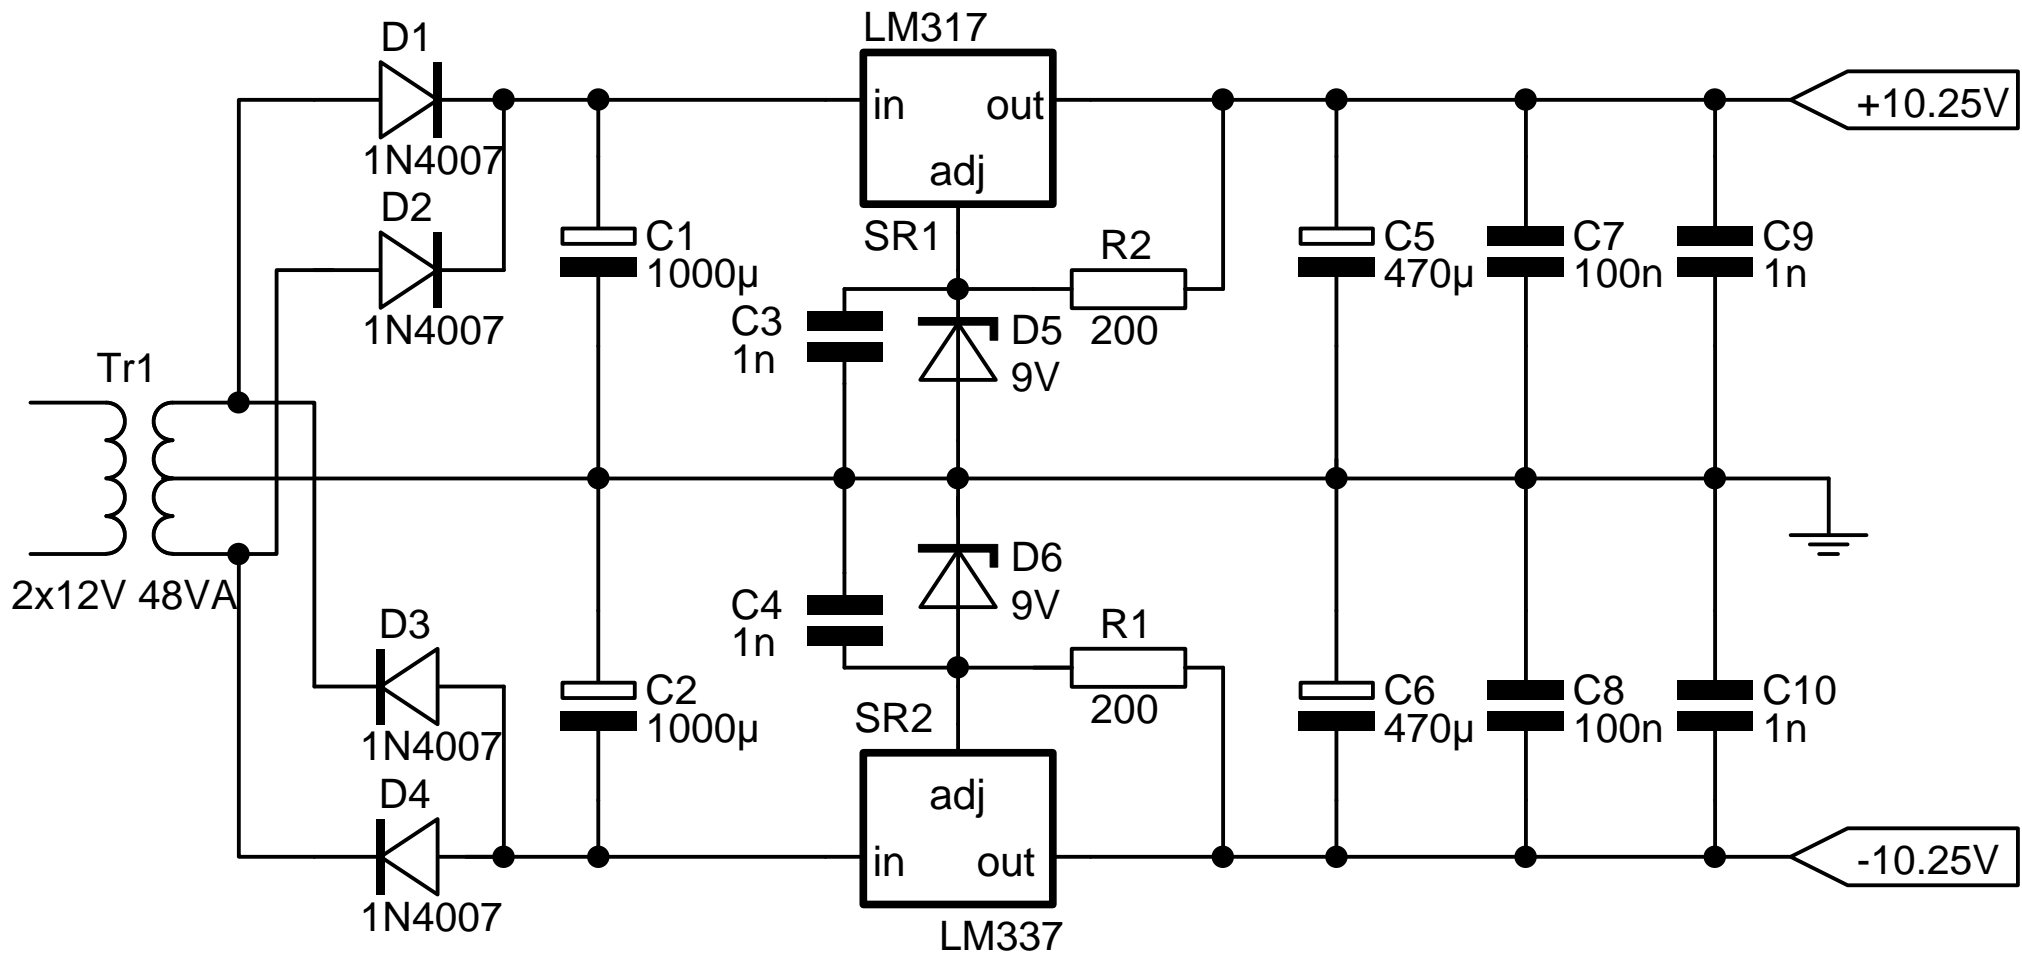 D1
1N4007
D2
1N4007
Tr1
2x12V 48VA
D3
1N4007
D4
1N4007
C1
1000µ
C2
1000µ
LM317
in
out
adj
SR1
R2
200
C3
1n
D5
9V
D6
9V
C4
1n
R1
200
SR2
adj
in
out
LM337
C5
470µ
C7
100n
C9
1n
C6
470µ
C8
100n
C10
1n
+10.25V
-10.25V